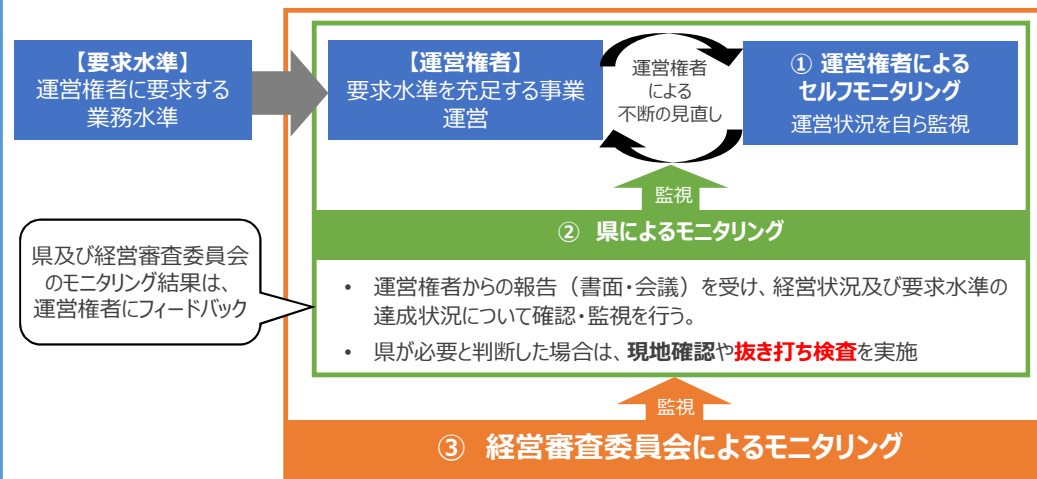 【要求水準】
運営権者に要求する
業務水準
【運営権者】
要求水準を充足する事業
運営
運営権者
による
不断の見直し
① 運営権者による
セルフモニタリング
運営状況を自ら監視
監視
② 県によるモニタリング
県及び経営審査委員会
のモニタリング結果は、
運営権者にフィードバック
• 運営権者からの報告（書面・会議）を受け、経営状況及び要求水準の
達成状況について確認・監視を行う。
• 県が必要と判断した場合は、現地確認や抜き打ち検査を実施
監視
③ 経営審査委員会によるモニタリング